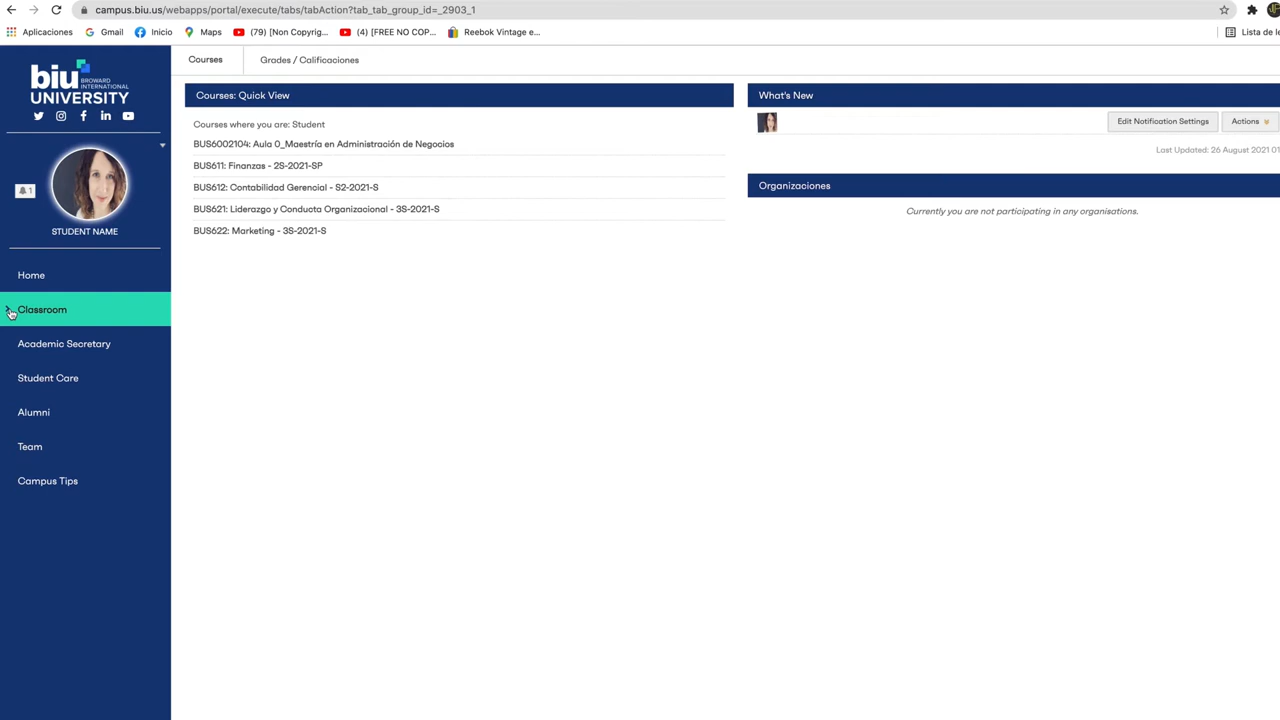 campus.biu.us/webapps/portal/execute/tabs/tabAction?tab_tab_group_id=_2903_1
Aplicaciones
Gmail
Inicio
Maps
(79) [Non Copyrig...
(4) [FREE NO COP...
Reebok Vintage e...
Lista de le
biu
BROWARD
INTERNATIONAL
UNIVERSITY
1
STUDENT NAME
Home
Classroom
Academic Secretary
Student Care
Alumni
Team
Campus Tips
Courses
Grades / Calificaciones
Courses: Quick View
Courses where you are: Student
BUS6002104: Aula 0_Maestría en Administración de Negocios
BUS611: Finanzas - 2S-2021-SP
BUS612: Contabilidad Gerencial - S2-2021-S
BUS621: Liderazgo y Conducta Organizacional - 3S-2021-S
BUS622: Marketing - 3S-2021-S
What's New
Edit Notification Settings
Actions
Last Updated: 26 August 2021 01
Organizaciones
Currently you are not participating in any organisations.